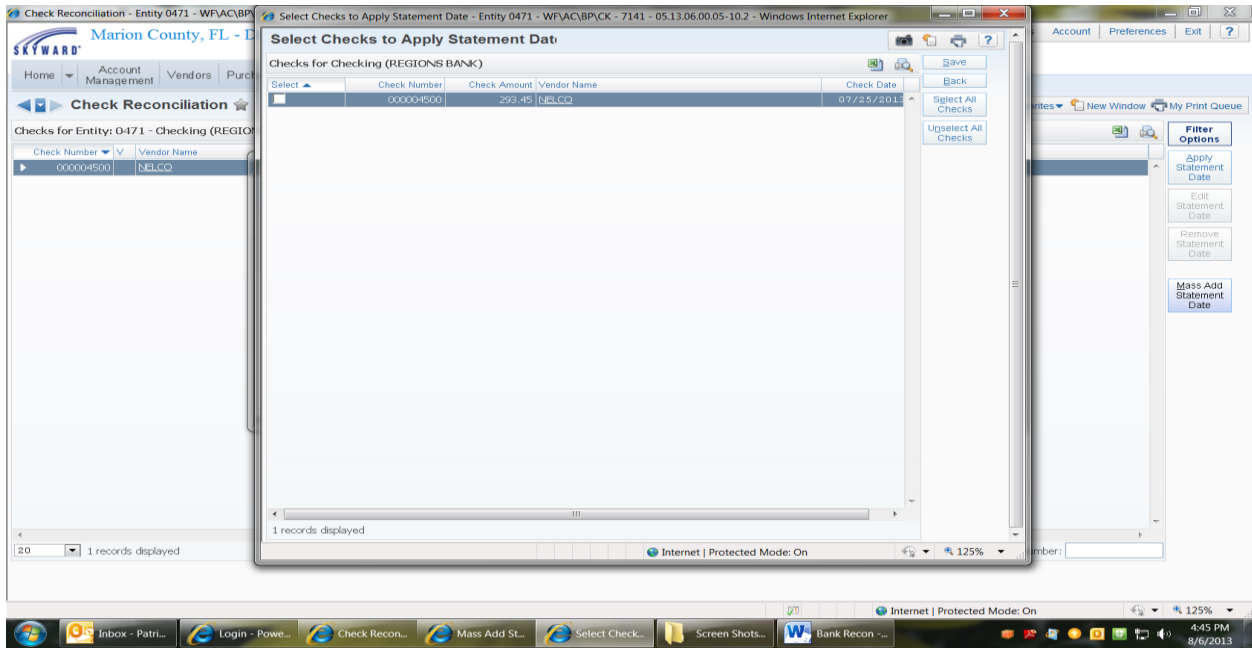 Check Reconciliation - Entity 0471 - WF\AC\BP\
Select Checks to Apply Statement Date - Entity 0471 - WF\AC\BP\CK - 7141 - 05.13.06.00.05-10.2 - Windows Internet Explorer
SKYWARD
Marion County, FL - D
Account Preferences Exit ?
Home Account Management Vendors Purch
Check Reconciliation
New Window My Print Queue
Checks for Entity: 0471 - Checking (REGIO
Check Number V Vendor Name
000004500 NELCO
Select Checks to Apply Statement Dat
?
Checks for Checking (REGIONS BANK)
Select Check Number Check Amount Vendor Name Check Date
000004500 293.45 NELCO 07/25/201
Save
Back
Select All
Checks
Unselect All
Checks
1 records displayed
Internet | Protected Mode: On 125%
Filter
Options
Apply
Statement
Date
Edit
Statement
Date
Remove
Statement
Date
Mass Add
Statement
Date
20 1 records displayed
mber:
Internet | Protected Mode: On 125%
Inbox - Patri... Login - Powe... Check Recon... Mass Add St... Select Check... Screen Shots... Bank Recon -...
4:45 PM
8/6/2013